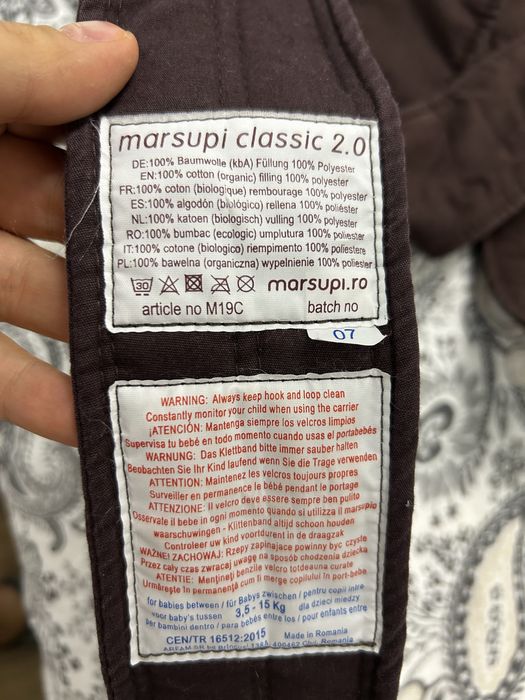 marsupi classic 2.0
DE:100% Baumwolle (kbA) Füllung 100% Polyester
EN:100% cotton (organic) filling 100% polyester
FR:100% coton (biologique) rembourage 100% polyester
ES:100% algodón (biológico) rellena 100% poliéster
NL:100% katoen (biologisch) vulling 100% polyester
RO:100% bumbac (ecologic) umplutura 100% poliester
IT:100% cotone (biologico) riempimento 100% poliestere
PL:100% bawelna (organiczna) wypelnienie 100% poliester
30 marsupi.ro
article no M19C batch no
07
WARNING: Always keep hook and loop clean
Constantly monitor your child when using the carrier
¡ATENCIÓN: Mantenga siempre los velcros limpios
Supervisa tu bebé en todo momento cuando usas el portabebés
WARNUNG: Das Klettband bitte immer sauber halten
Beobachten Sie Ihr Kind laufend wenn Sie die Trage verwenden
ATTENTION: Maintenez les velcros toujours propres
Surveiller en permanence le bébé pendant le portage
ATTENZIONE: Il velcro deve essere sempre ben pulito
Osservale il bebe in ogni momento quando si utilizza il marsupio
waarschuwingen - Klittenband altijd schoon houden
Controleer uw kind voortdurent in de draagzak
WAŻNE! ZACHOWAJ: Rzepy zapinajace powinny byc czyste
Przez cały czas zwracaj uwagę na sposób chodzenia dziecka
ATENTIE: Mențineți benzile velcro totdeauna curate
Urmărește în permanență cum îi merge copilului în port-bebe
for babies between / für Babys zwischen / pentru copii intre
voor baby's tussen 3,5 - 15 Kg dla dzieci miedzy
per bambini dentro / para bebés entre los / pour enfants entre
CEN/TR 16512:2015 Made in Romania